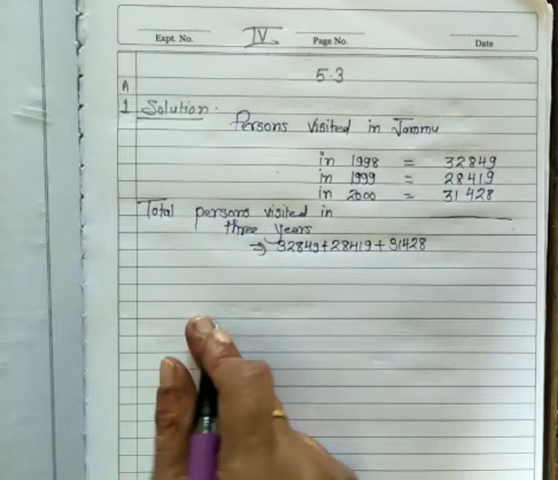 Expt. No. IV Page No. Date
5.3
A
1 Solution.
Persons visited in Jammu
in 1998 = 32849
in 1999 = 28419
in 2000 = 31428
Total persons visited in
three years
⇒ 32849+28419+31428